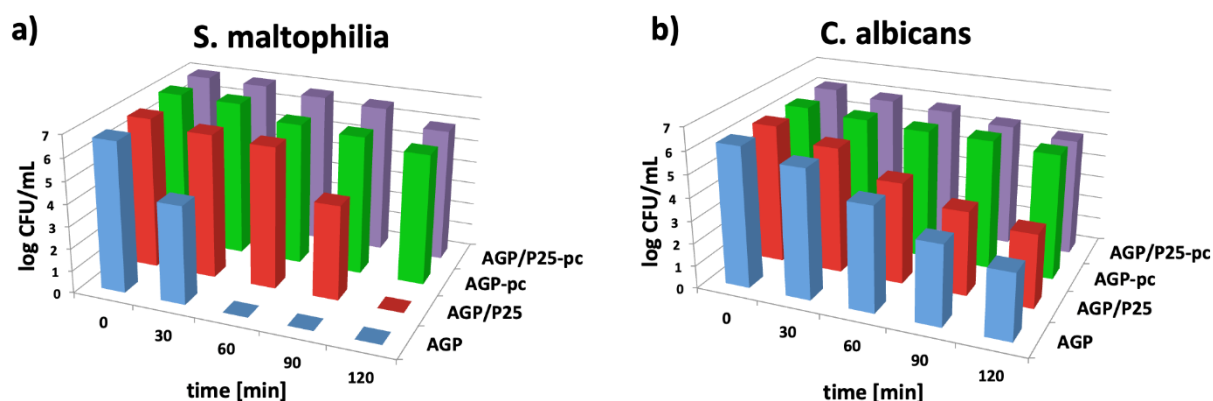 a)
S. maltophilia
log CFU/mL
7
6
5
4
3
2
1
0
0
30
60
90
120
time [min]
AGP/P25-pc
AGP-pc
AGP/P25
AGP
b)
C. albicans
log CFU/mL
7
6
5
4
3
2
1
0
0
30
60
90
120
time [min]
AGP/P25-pc
AGP-pc
AGP/P25
AGP